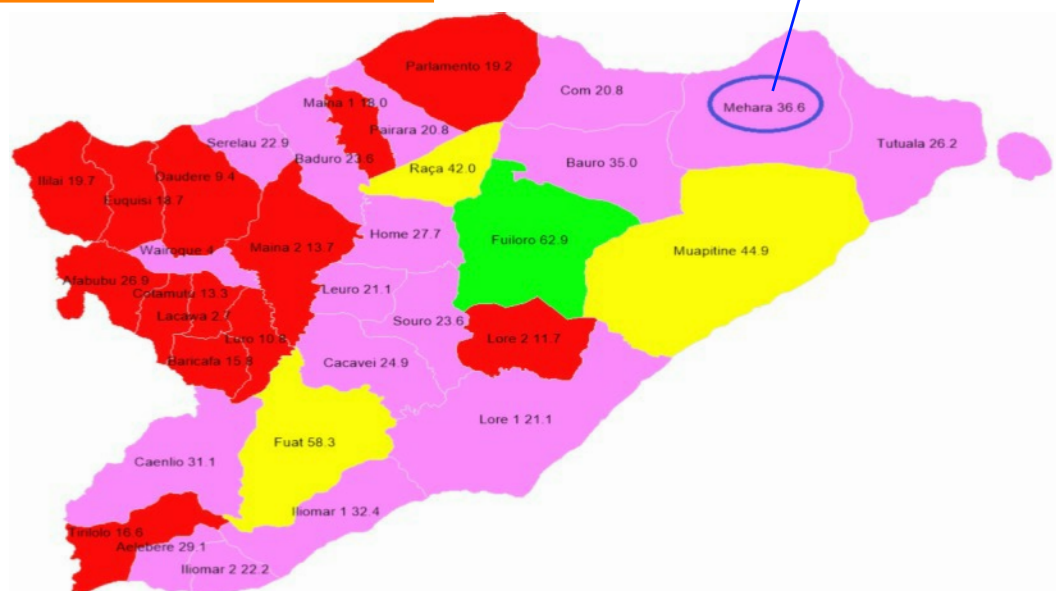 Parlamento 19.2
Com 20.8
Mehara 36.6
Maina 1 18.0
Pairara 20.8
Tutuala 26.2
Serelau 22.9
Baduro 23.6
Raça 42.0
Bauro 35.0
Ililai 19.7
Daudere 9.4
Euquisi 18.7
Home 27.7
Fuiloro 62.9
Muapitine 44.9
Wairoque.4
Maina 2 13.7
Afabubu 26.9
Cotamutu 13.3
Leuro 21.1
Lacawa 2.7
Souro 23.6
Luro 10.8
Lore 2 11.7
Baricafa 15.8
Cacavei 24.9
Lore 1 21.1
Fuat 58.3
Caenlio 31.1
Iliomar 1 32.4
Tirilolo 16.6
Aelebere 29.1
Iliomar 2 22.2